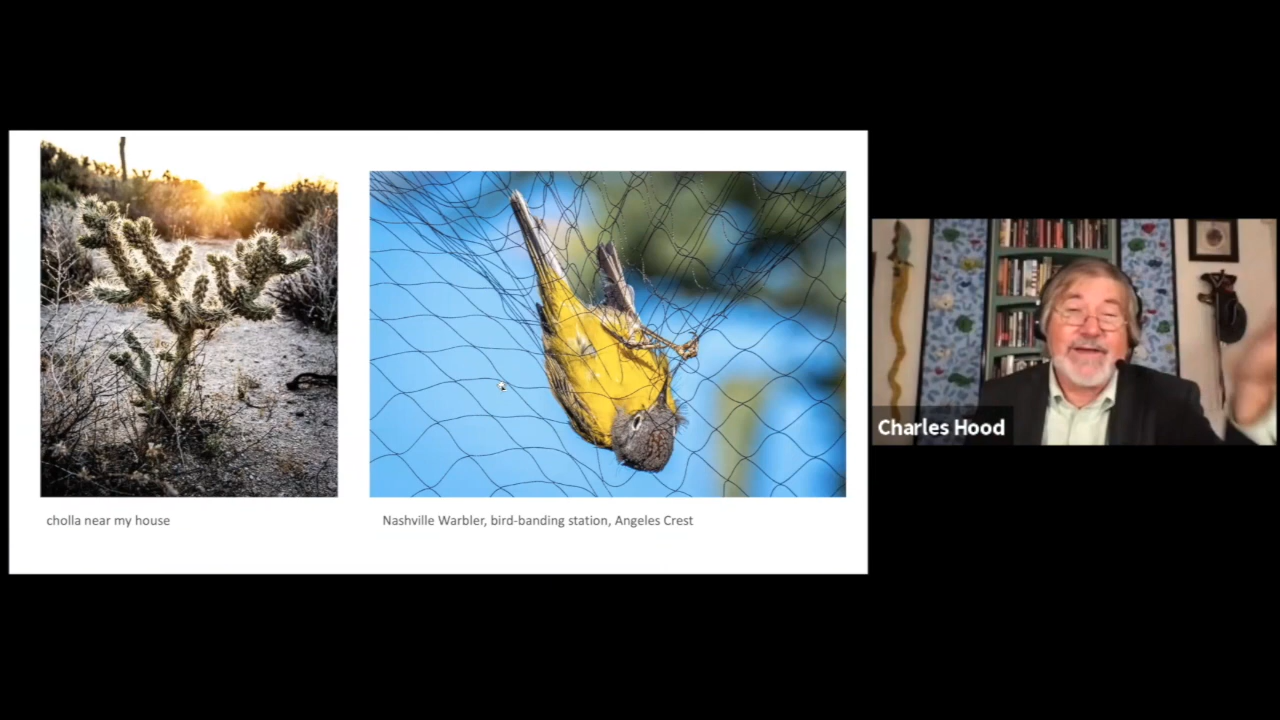 cholla near my house
Nashville Warbler, bird-banding station, Angeles Crest
Charles Hood